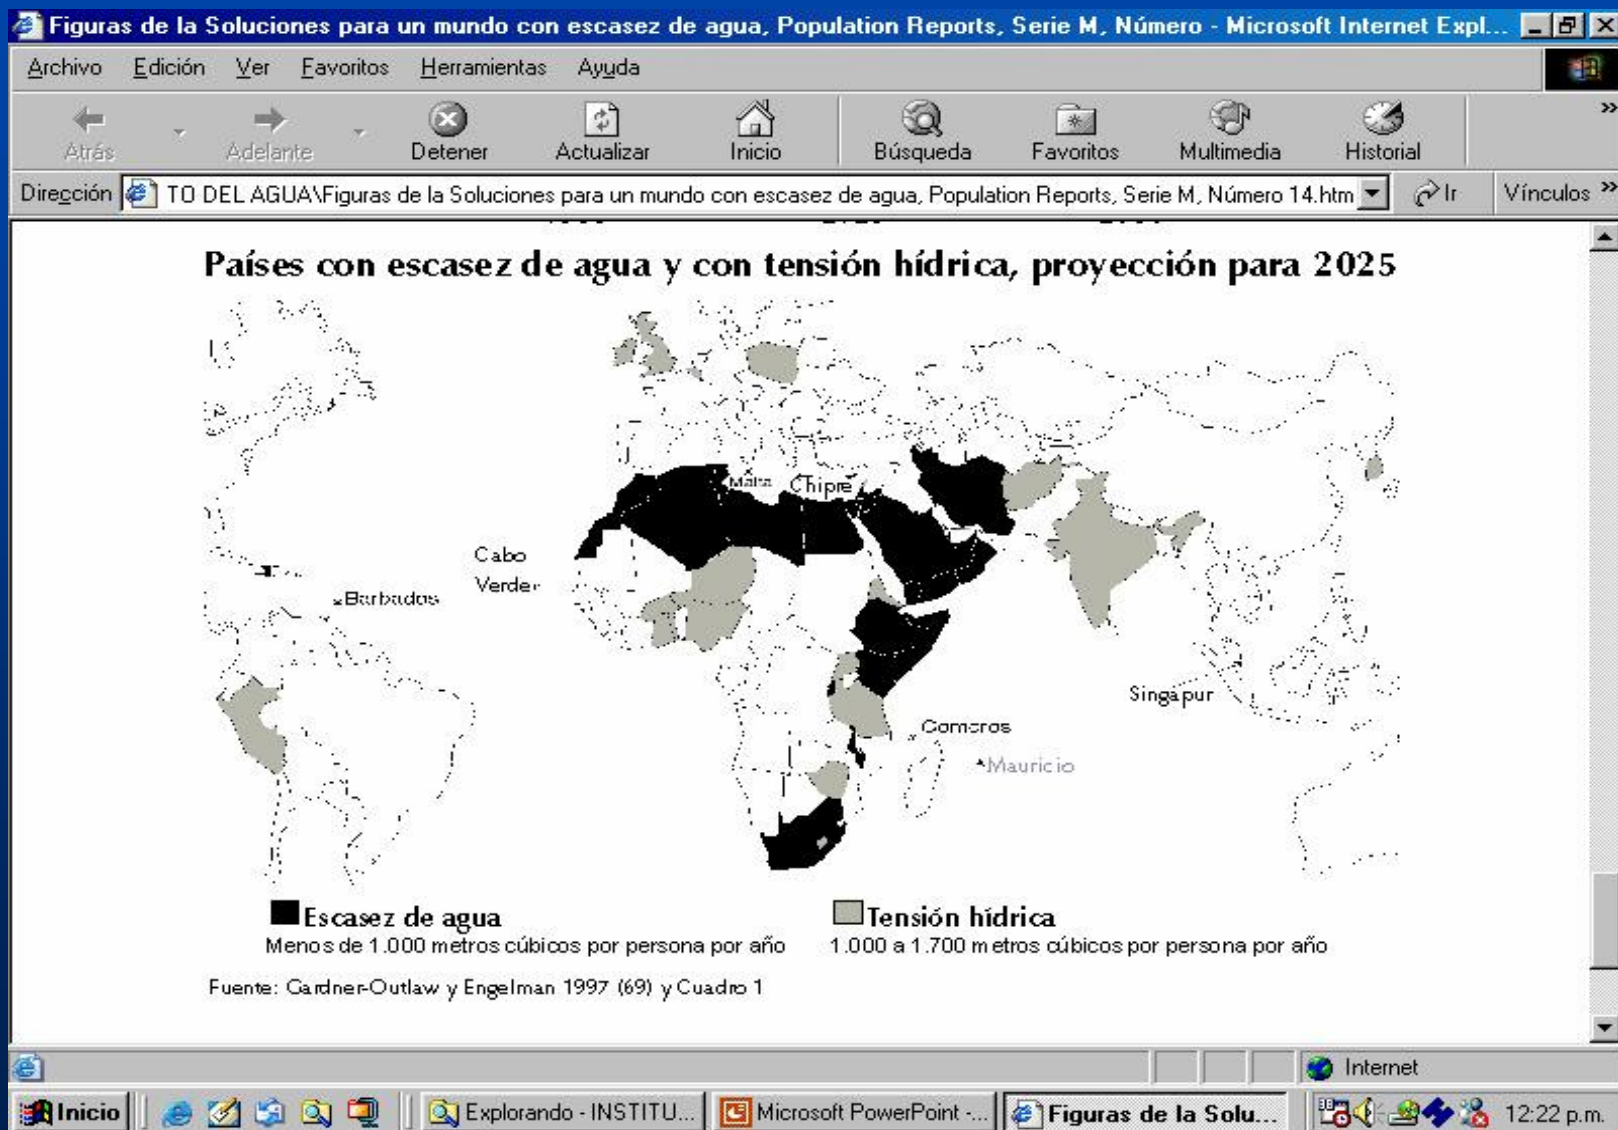 Figuras de la Soluciones para un mundo con escasez de agua, Population Reports, Serie M, Número - Microsoft Internet Expl...
Archivo Edición Ver Favoritos Herramientas Ayuda
Atrás Adelante Detener Actualizar Inicio Búsqueda Favoritos Multimedia Historial »
Dirección TO DEL AGUA\Figuras de la Soluciones para un mundo con escasez de agua, Population Reports, Serie M, Número 14.htm Ir Vínculos »
Países con escasez de agua y con tensión hídrica, proyección para 2025
Malta
Chipre
Cabo
Verder
Barbados
Singapur
Comoros
Mauricio
Escasez de agua
Menos de 1.000 metros cúbicos por persona por año
Tensión hídrica
1.000 a 1.700 metros cúbicos por persona por año
Fuente: Gardner-Outlaw y Engelman 1997 (69) y Cuadro 1
Internet
Inicio Explorando - INSTITU... Microsoft PowerPoint -... Figuras de la Solu... 12:22 p.m.